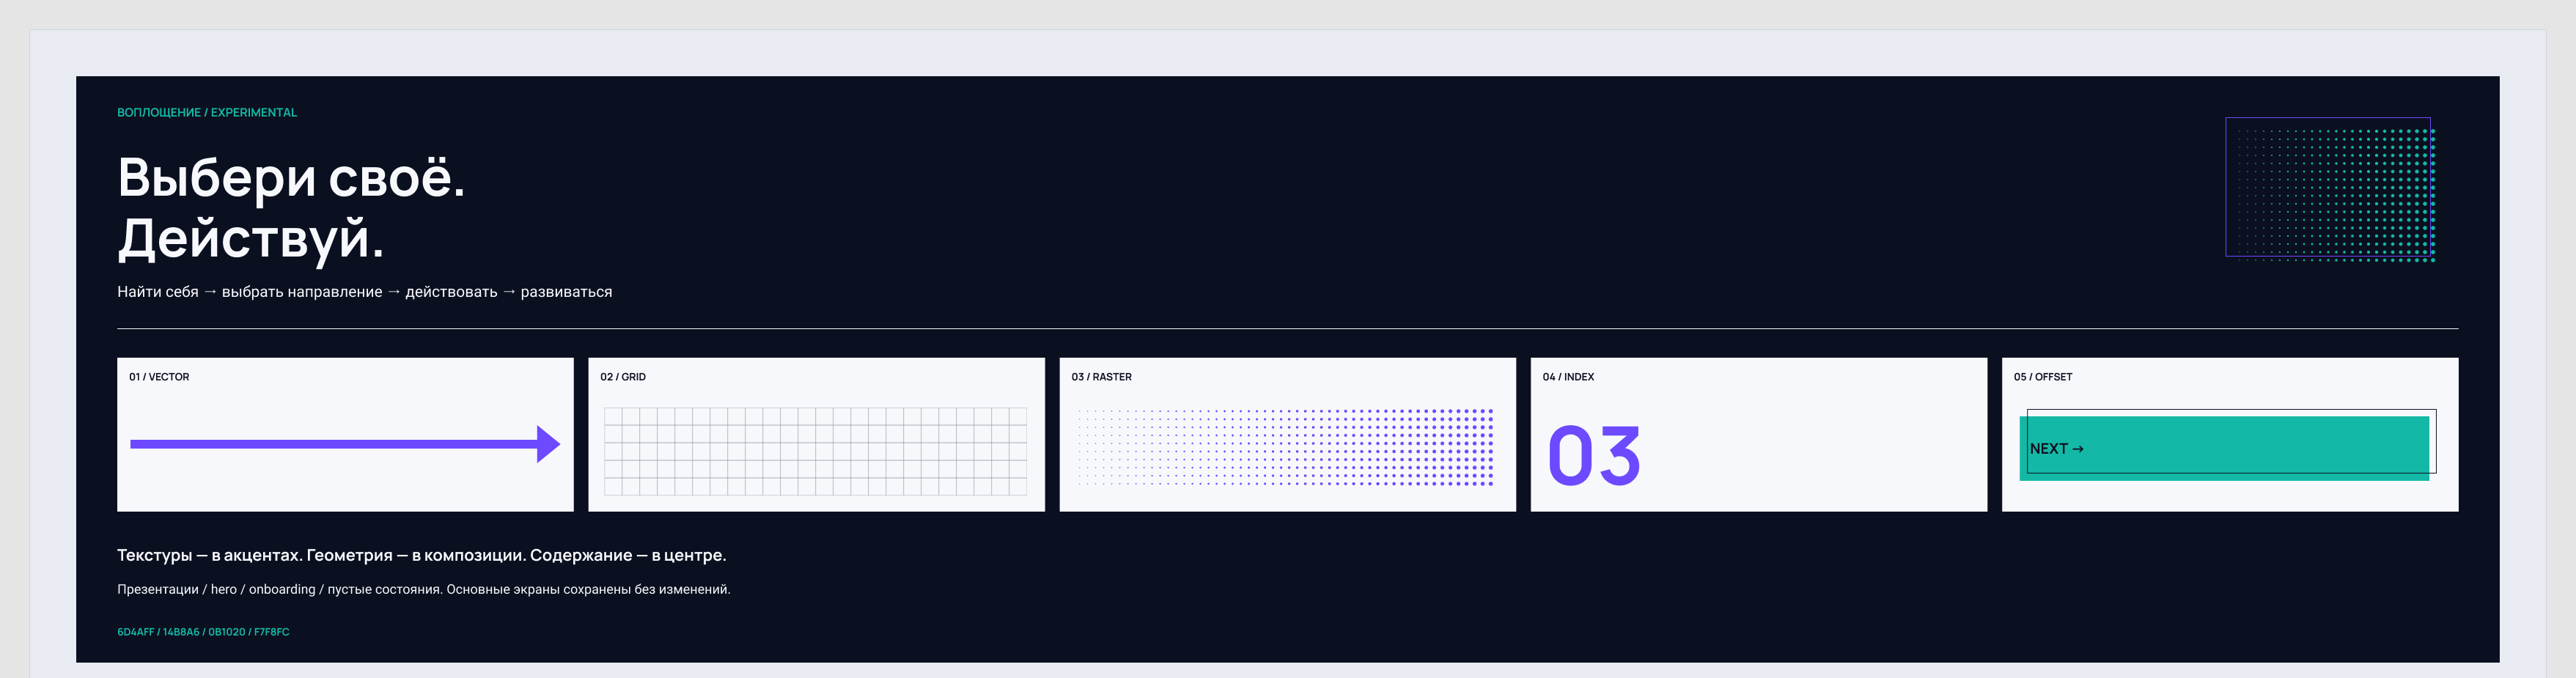 ВОПЛОЩЕНИЕ / EXPERIMENTAL
Выбери своё.
Действуй.
Найти себя → выбрать направление → действовать → развиваться
01 / VECTOR
02 / GRID
03 / RASTER
04 / INDEX
03
05 / OFFSET
NEXT →
Текстуры — в акцентах. Геометрия — в композиции. Содержание — в центре.
Презентации / hero / onboarding / пустые состояния. Основные экраны сохранены без изменений.
6D4AFF / 14B8A6 / 0B1020 / F7F8FC